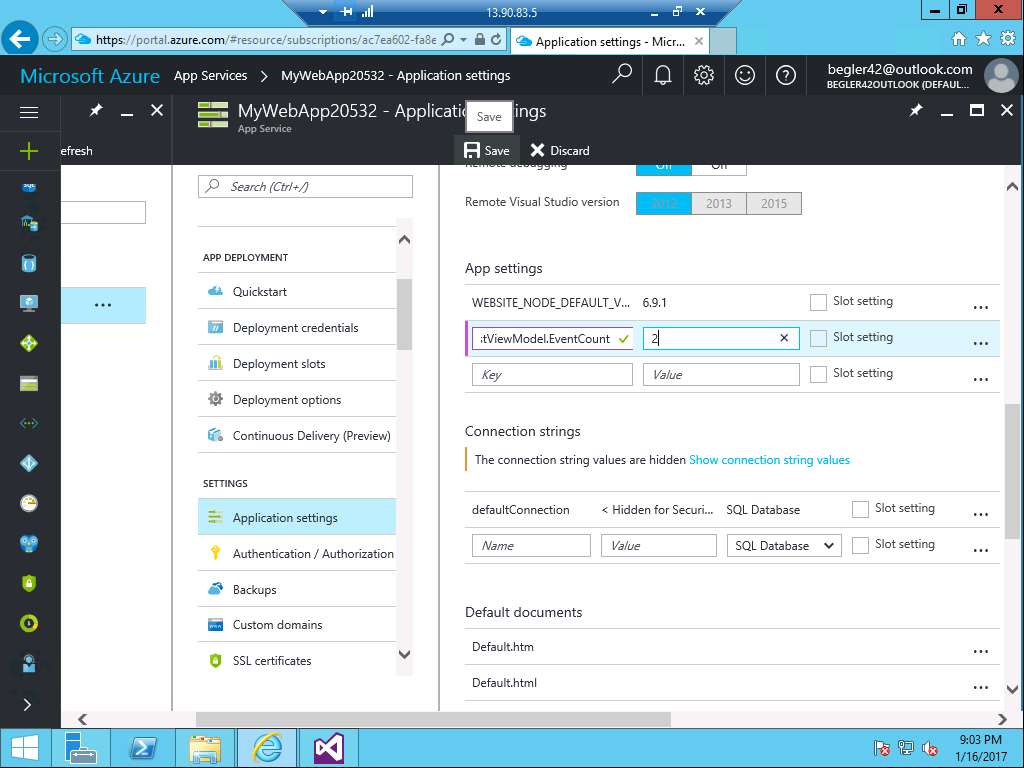 13.90.83.5
https://portal.azure.com/#resource/subscriptions/ac7ea602-fa8e
Application settings - Micr...
Microsoft Azure
App Services > MyWebApp20532 - Application settings
begler42@outlook.com
BEGLER42OUTLOOK (DEFAUL...
efresh
MyWebApp20532 - Applica
ngs
App Service
Save
Save
Discard
Search (Ctrl+/)
APP DEPLOYMENT
Quickstart
Deployment credentials
Deployment slots
Deployment options
Continuous Delivery (Preview)
SETTINGS
Application settings
Authentication / Authorization
Backups
Custom domains
SSL certificates
Remote debugging
On Off
Remote Visual Studio version
2012 2013 2015
App settings
WEBSITE_NODE_DEFAULT_V... 6.9.1 Slot setting ...
:tViewModel.EventCount 2 Slot setting ...
Key Value Slot setting ...
Connection strings
The connection string values are hidden Show connection string values
defaultConnection < Hidden for Securi... SQL Database Slot setting ...
Name Value SQL Database Slot setting ...
Default documents
Default.htm ...
Default.html ...
9:03 PM
1/16/2017